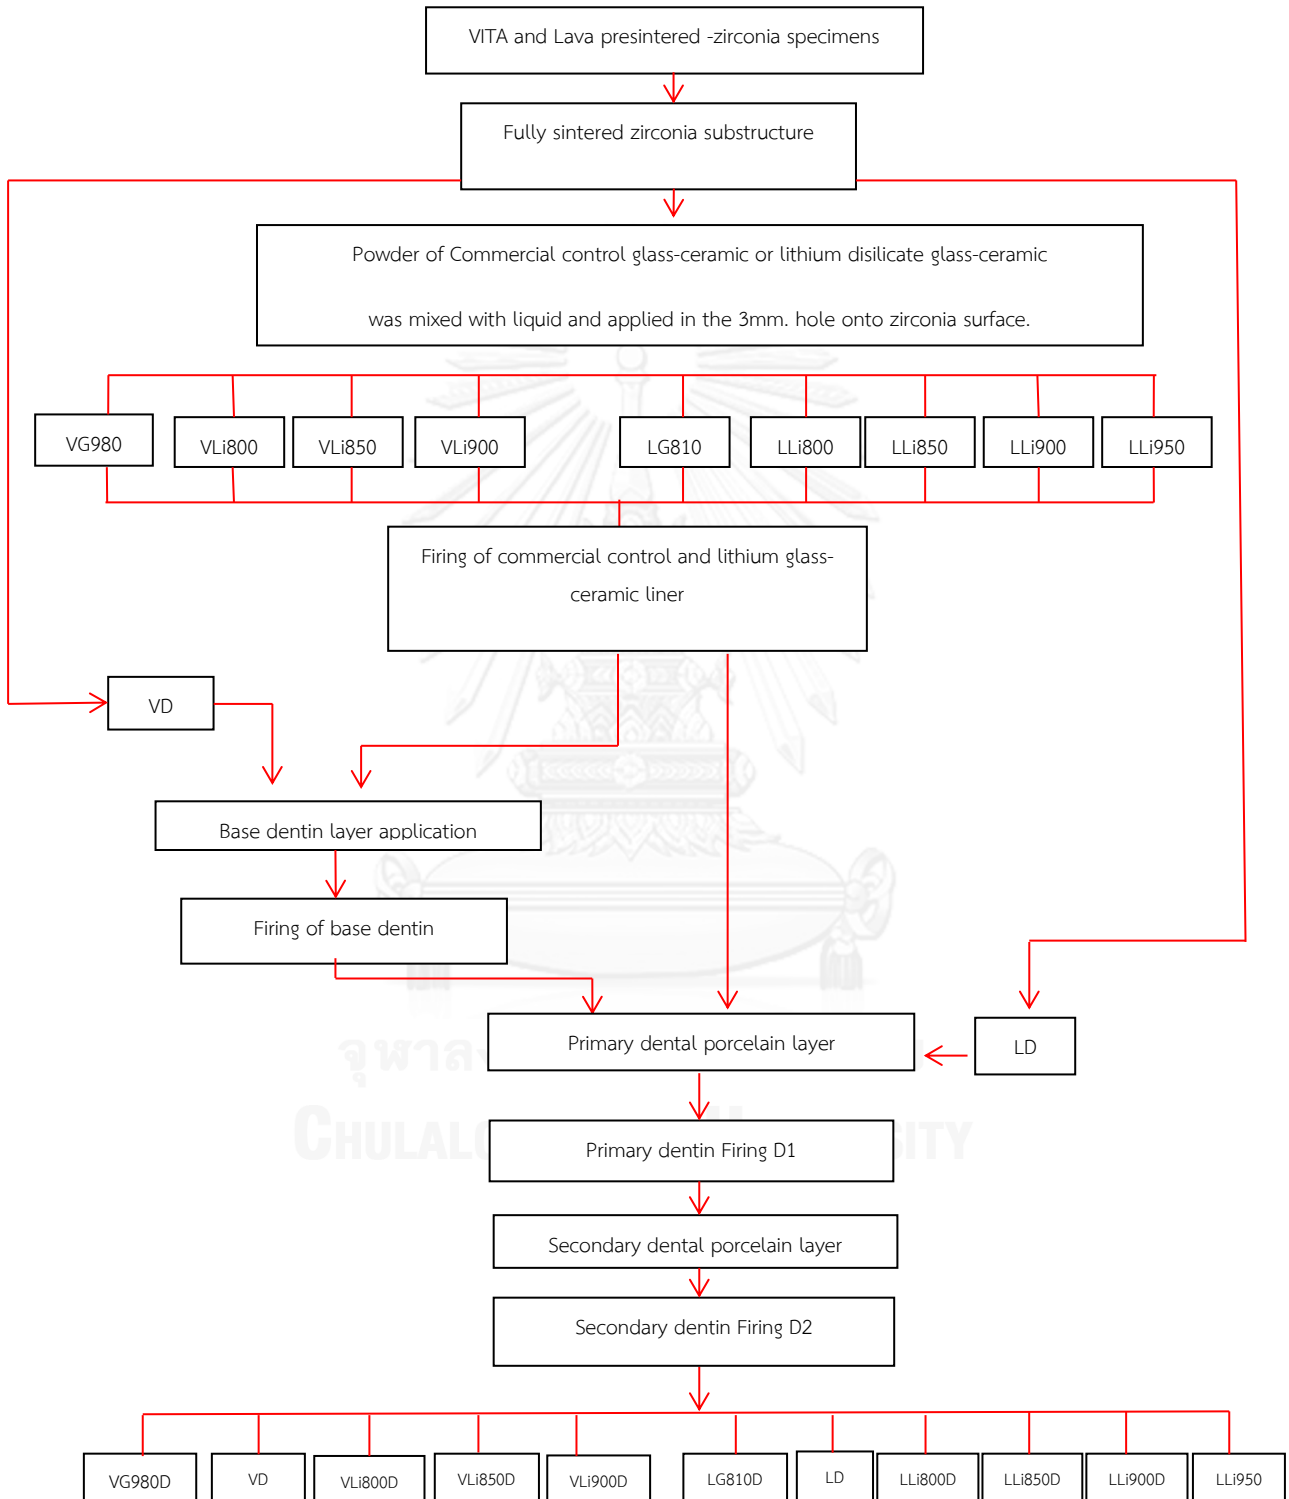 VITA and Lava presintered -zirconia specimens
Fully sintered zirconia substructure
Powder of Commercial control glass-ceramic or lithium disilicate glass-ceramic
was mixed with liquid and applied in the 3mm. hole onto zirconia surface.
VG980
VLi800
VLi850
VLi900
LG810
LLi800
LLi850
LLi900
LLi950
Firing of commercial control and lithium glass-
ceramic liner
VD
Base dentin layer application
Firing of base dentin
Primary dental porcelain layer
LD
Primary dentin Firing D1
Secondary dental porcelain layer
Secondary dentin Firing D2
VG980D
VD
VLi800D
VLi850D
VLi900D
LG810D
LD
LLi800D
LLi850D
LLi900D
LLi950